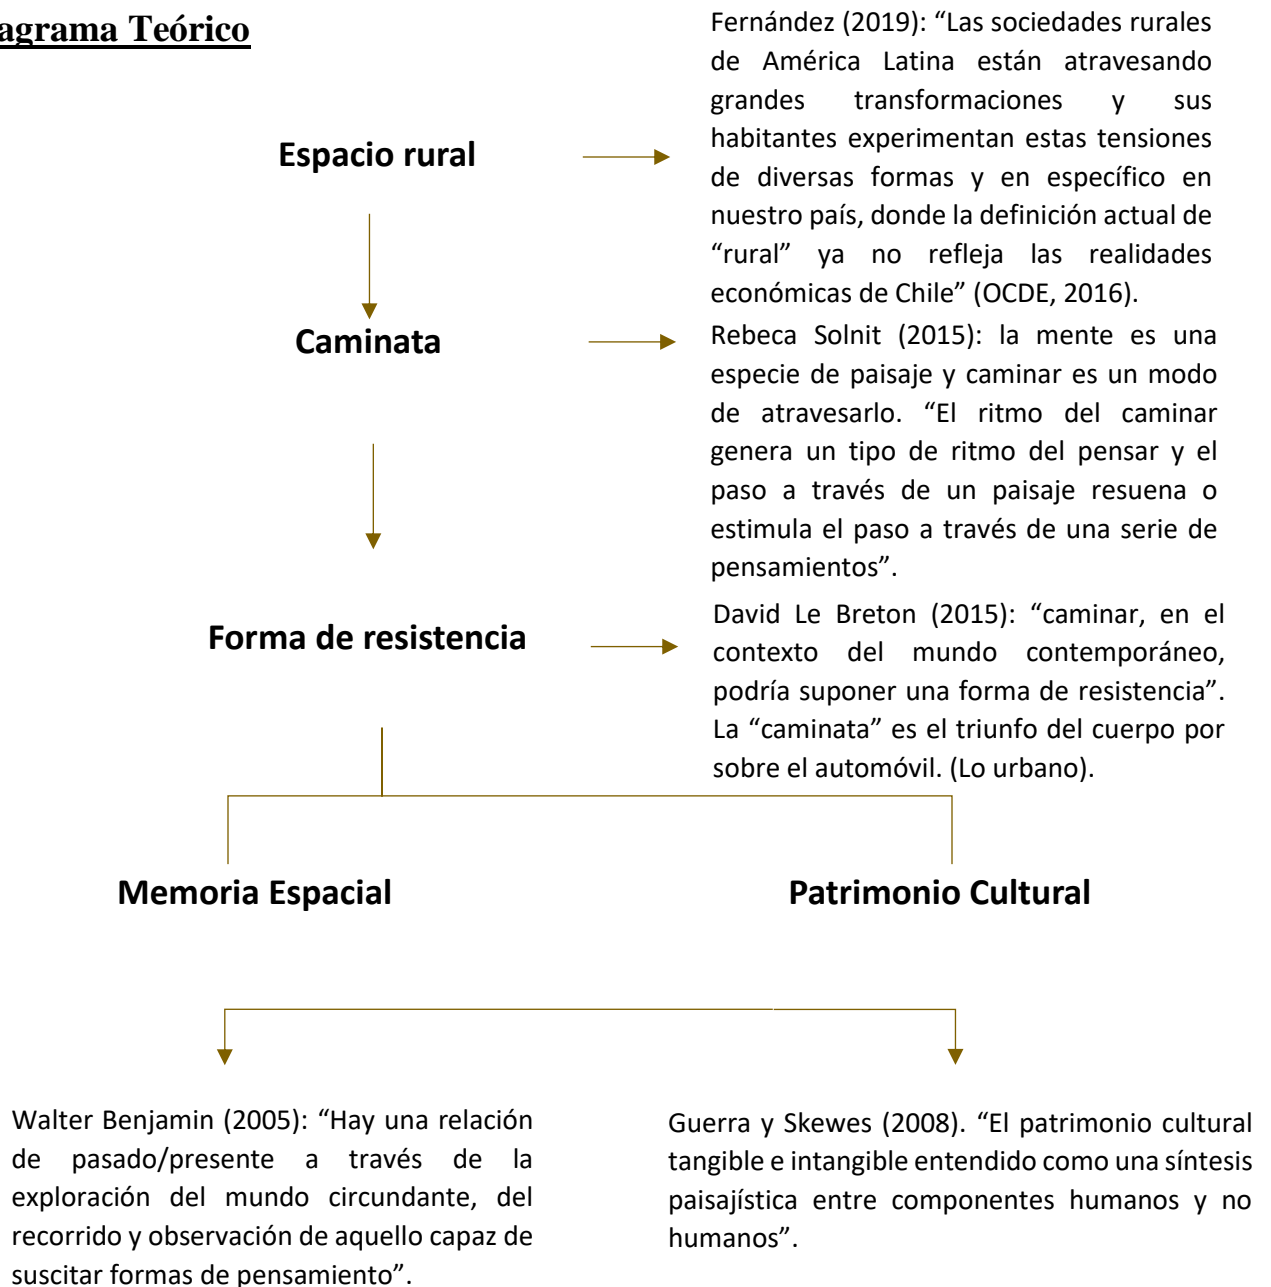 agrama Teórico
Espacio rural
Fernández (2019): “Las sociedades rurales
de América Latina están atravesando
grandes transformaciones y sus
habitantes experimentan estas tensiones
de diversas formas y en específico en
nuestro país, donde la definición actual de
“rural” ya no refleja las realidades
económicas de Chile” (OCDE, 2016).
Caminata
Rebeca Solnit (2015): la mente es una
especie de paisaje y caminar es un modo
de atravesarlo. “El ritmo del caminar
genera un tipo de ritmo del pensar y el
paso a través de un paisaje resuena o
estimula el paso a través de una serie de
pensamientos”.
Forma de resistencia
David Le Breton (2015): “caminar, en el
contexto del mundo contemporáneo,
podría suponer una forma de resistencia”.
La “caminata” es el triunfo del cuerpo por
sobre el automóvil. (Lo urbano).
Memoria Espacial
Patrimonio Cultural
Walter Benjamin (2005): “Hay una relación
de pasado/presente a través de la
exploración del mundo circundante, del
recorrido y observación de aquello capaz de
suscitar formas de pensamiento”.
Guerra y Skewes (2008). “El patrimonio cultural
tangible e intangible entendido como una síntesis
paisajística entre componentes humanos y no
humanos”.